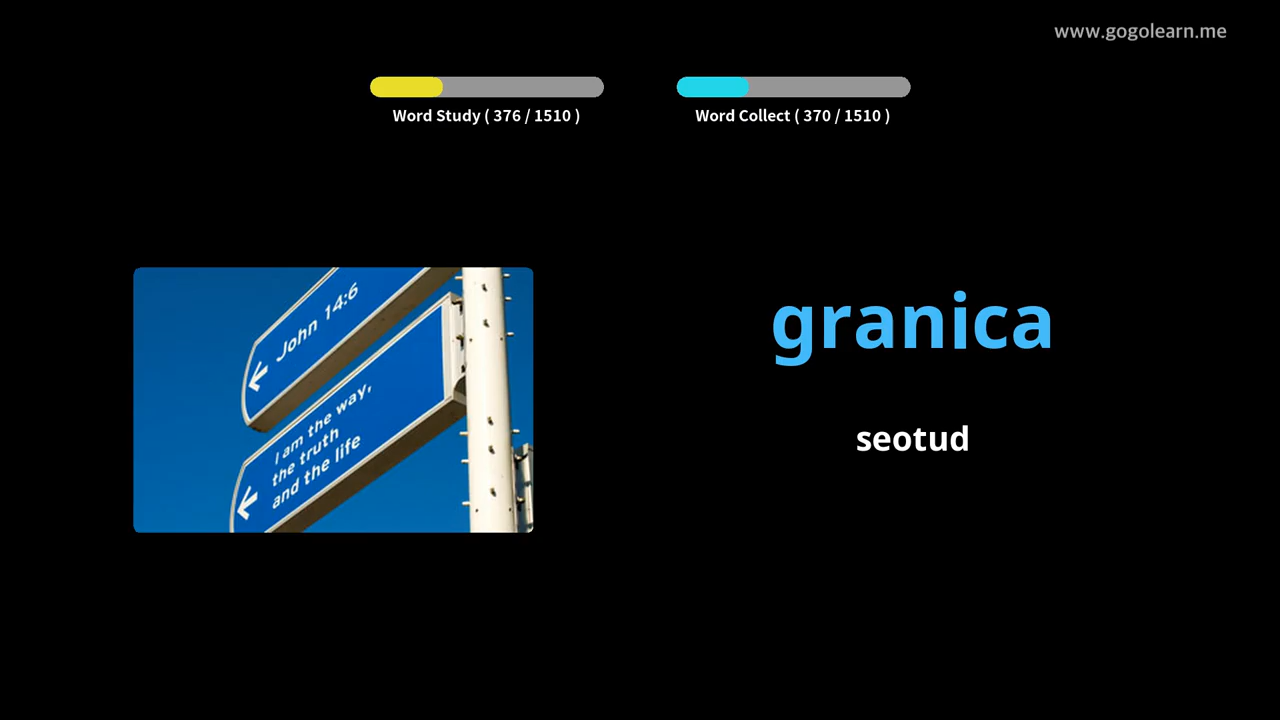 www.gogolearn.me
Word Study ( 376 / 1510 )
Word Collect ( 370 / 1510 )
John 14:6
I am the way,
the truth
and the life
granica
seotud